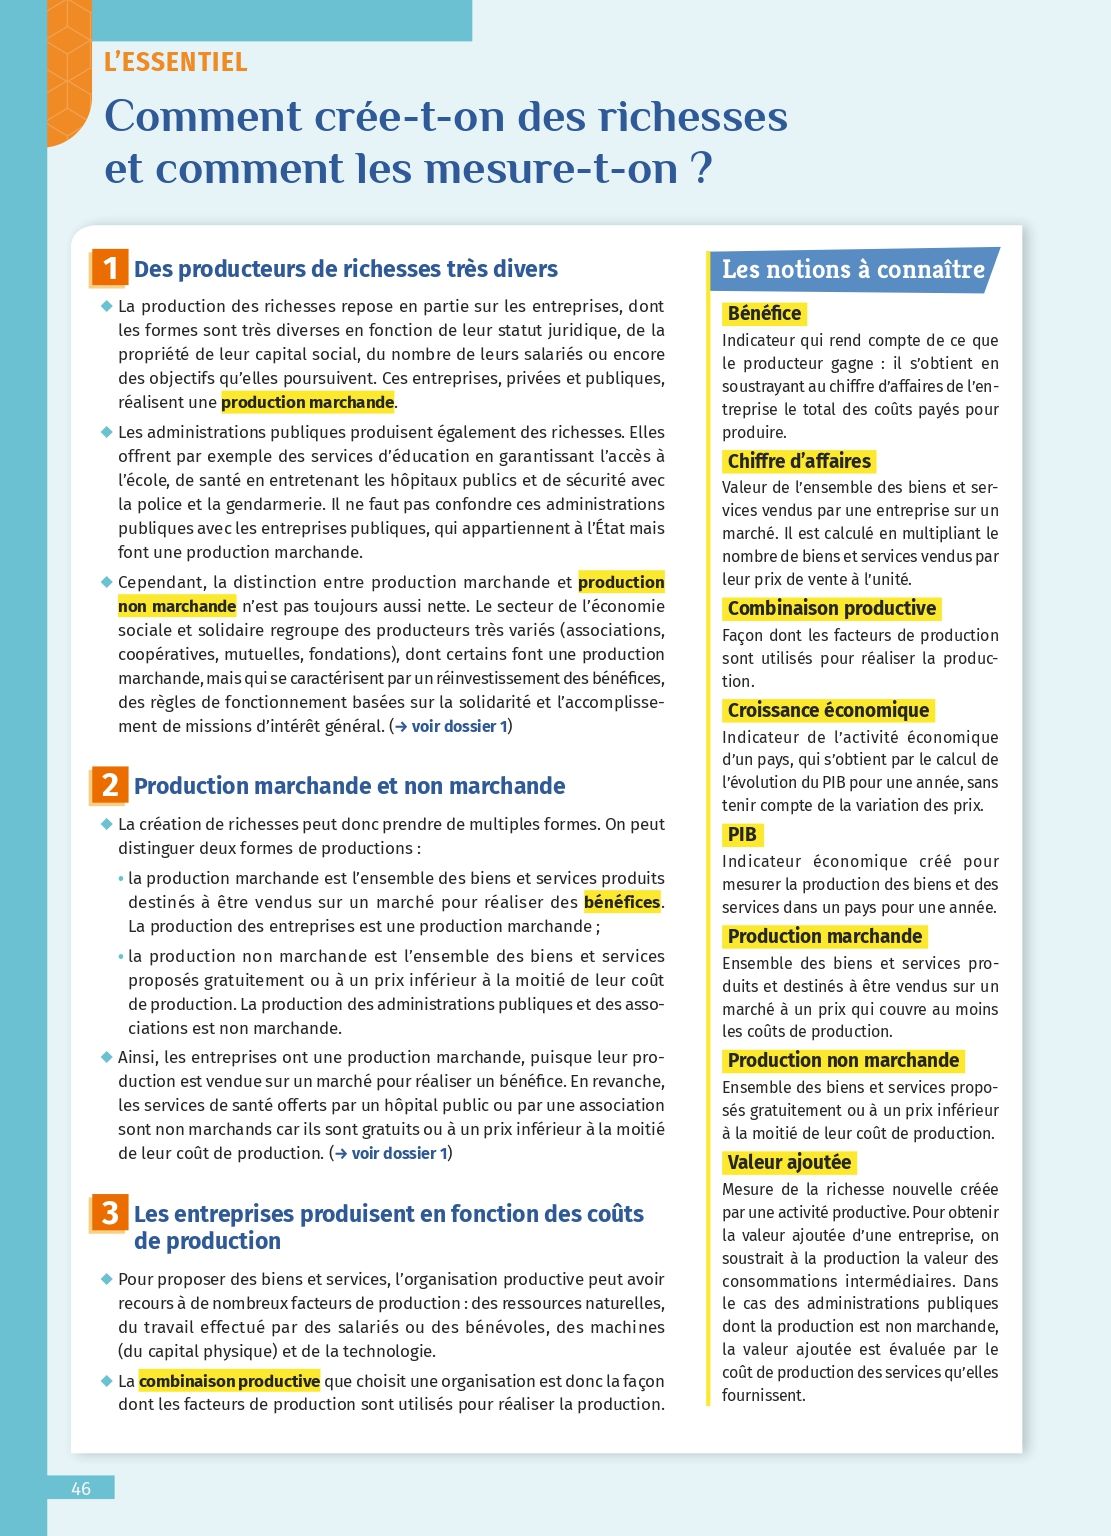 L'ESSENTIEL
Comment crée-t-on des richesses
et comment les mesure-t-on ?
1 Des producteurs de richesses très divers
◆ La production des richesses repose en partie sur les entreprises, dont
les formes sont très diverses en fonction de leur statut juridique, de la
propriété de leur capital social, du nombre de leurs salariés ou encore
des objectifs qu'elles poursuivent. Ces entreprises, privées et publiques,
réalisent une production marchande.
◆ Les administrations publiques produisent également des richesses. Elles
offrent par exemple des services d'éducation en garantissant l'accès à
l'école, de santé en entretenant les hôpitaux publics et de sécurité avec
la police et la gendarmerie. Il ne faut pas confondre ces administrations
publiques avec les entreprises publiques, qui appartiennent à l'État mais
font une production marchande.
◆ Cependant, la distinction entre production marchande et production
non marchande n'est pas toujours aussi nette. Le secteur de l'économie
sociale et solidaire regroupe des producteurs très variés (associations,
coopératives, mutuelles, fondations), dont certains font une production
marchande, mais qui se caractérisent par un réinvestissement des bénéfices,
des règles de fonctionnement basées sur la solidarité et l'accomplisse-
ment de missions d'intérêt général. (→ voir dossier 1)
2 Production marchande et non marchande
◆ La création de richesses peut donc prendre de multiples formes. On peut
distinguer deux formes de productions :
• la production marchande est l'ensemble des biens et services produits
destinés à être vendus sur un marché pour réaliser des bénéfices.
La production des entreprises est une production marchande ;
• la production non marchande est l'ensemble des biens et services
proposés gratuitement ou à un prix inférieur à la moitié de leur coût
de production. La production des administrations publiques et des asso-
ciations est non marchande.
◆ Ainsi, les entreprises ont une production marchande, puisque leur pro-
duction est vendue sur un marché pour réaliser un bénéfice. En revanche,
les services de santé offerts par un hôpital public ou par une association
sont non marchands car ils sont gratuits ou à un prix inférieur à la moitié
de leur coût de production. (→ voir dossier 1)
3 Les entreprises produisent en fonction des coûts
de production
◆ Pour proposer des biens et services, l'organisation productive peut avoir
recours à de nombreux facteurs de production : des ressources naturelles,
du travail effectué par des salariés ou des bénévoles, des machines
(du capital physique) et de la technologie.
◆ La combinaison productive que choisit une organisation est donc la façon
dont les facteurs de production sont utilisés pour réaliser la production.
Les notions à connaître
Bénéfice
Indicateur qui rend compte de ce que
le producteur gagne : il s'obtient en
soustrayant au chiffre d'affaires de l'en-
treprise le total des coûts payés pour
produire.
Chiffre d'affaires
Valeur de l'ensemble des biens et ser-
vices vendus par une entreprise sur un
marché. Il est calculé en multipliant le
nombre de biens et services vendus par
leur prix de vente à l'unité.
Combinaison productive
Façon dont les facteurs de production
sont utilisés pour réaliser la produc-
tion.
Croissance économique
Indicateur de l'activité économique
d'un pays, qui s'obtient par le calcul de
l'évolution du PIB pour une année, sans
tenir compte de la variation des prix.
PIB
Indicateur économique créé pour
mesurer la production des biens et des
services dans un pays pour une année.
Production marchande
Ensemble des biens et services pro-
duits et destinés à être vendus sur un
marché à un prix qui couvre au moins
les coûts de production.
Production non marchande
Ensemble des biens et services propo-
sés gratuitement ou à un prix inférieur
à la moitié de leur coût de production.
Valeur ajoutée
Mesure de la richesse nouvelle créée
par une activité productive. Pour obtenir
la valeur ajoutée d'une entreprise, on
soustrait à la production la valeur des
consommations intermédiaires. Dans
le cas des administrations publiques
dont la production est non marchande,
la valeur ajoutée est évaluée par le
coût de production des services qu'elles
fournissent.
46